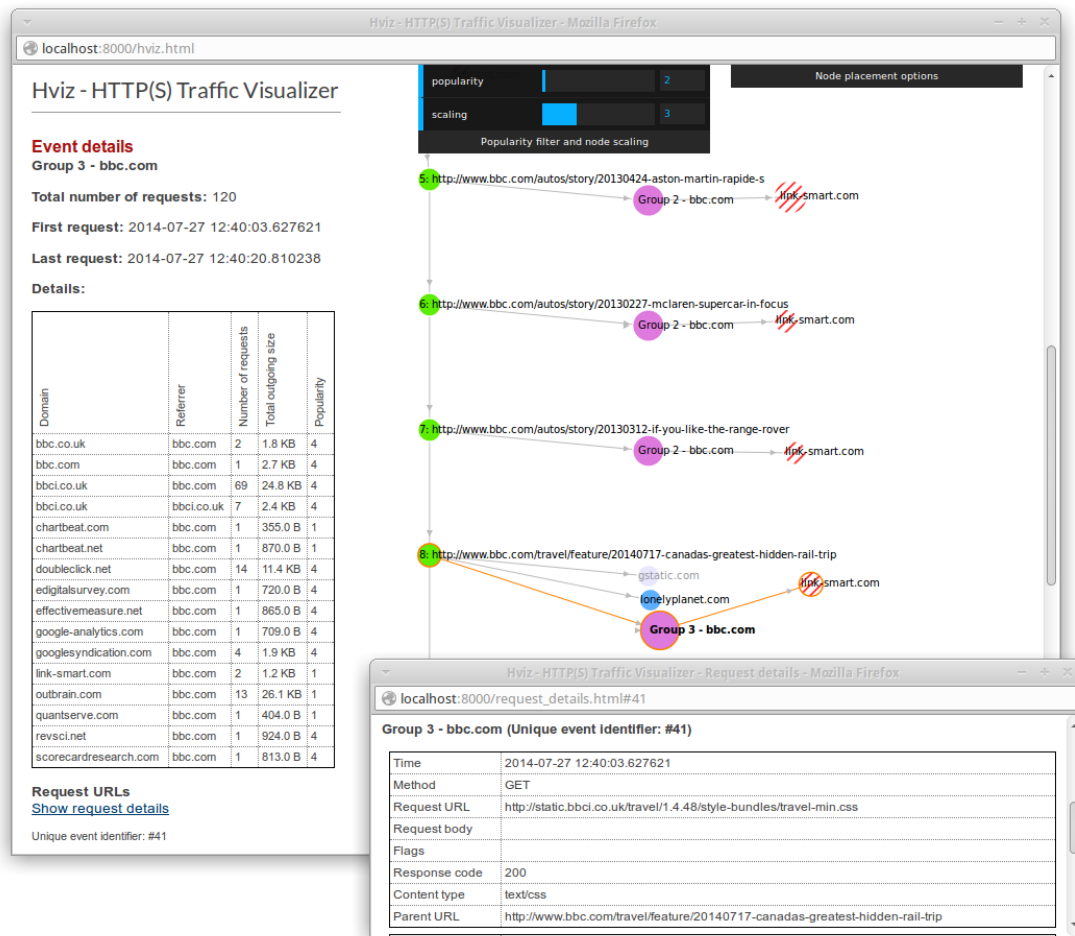 Hviz - HTTP(S) Traffic Visualizer - Mozilla Firefox
localhost:8000/hviz.html
Hviz - HTTP(S) Traffic Visualizer
Event details
Group 3 - bbc.com
Total number of requests: 120
First request: 2014-07-27 12:40:03.627621
Last request: 2014-07-27 12:40:20.810238
Details:
Domain Referrer Number of requests Total outgoing size Popularity
bbc.co.uk bbc.com 2 1.8 KB 4
bbc.com bbc.com 1 2.7 KB 4
bbci.co.uk bbc.com 69 24.8 KB 4
bbci.co.uk bbci.co.uk 7 2.4 KB 4
chartbeat.com bbc.com 1 355.0 B 1
chartbeat.net bbc.com 1 870.0 B 1
doubleclick.net bbc.com 14 11.4 KB 4
edigitalsurvey.com bbc.com 1 720.0 B 4
effectivemeasure.net bbc.com 1 865.0 B 4
google-analytics.com bbc.com 1 709.0 B 4
googlesyndication.com bbc.com 4 1.9 KB 4
link-smart.com bbc.com 2 1.2 KB 1
outbrain.com bbc.com 13 26.1 KB 1
quantserve.com bbc.com 1 404.0 B 1
revsci.net bbc.com 1 924.0 B 4
scorecardresearch.com bbc.com 1 813.0 B 4
Request URLs
Show request details
Unique event identifier: #41
popularity 2
scaling 3
Popularity filter and node scaling
Node placement options
5: http://www.bbc.com/autos/story/20130424-aston-martin-rapide-s
Group 2 - bbc.com link-smart.com
6: http://www.bbc.com/autos/story/20130227-mclaren-supercar-in-focus
Group 2 - bbc.com link-smart.com
7: http://www.bbc.com/autos/story/20130312-if-you-like-the-range-rover
Group 2 - bbc.com link-smart.com
8: http://www.bbc.com/travel/feature/20140717-canadas-greatest-hidden-rail-trip
gstatic.com
link-smart.com
lonelyplanet.com
Group 3 - bbc.com
Hviz - HTTP(S) Traffic Visualizer - Request details - Mozilla Firefox
localhost:8000/request_details.html#41
Group 3 - bbc.com (Unique event identifier: #41)
Time 2014-07-27 12:40:03.627621
Method GET
Request URL http://static.bbci.co.uk/travel/1.4.48/style-bundles/travel-min.css
Request body
Flags
Response code 200
Content type text/css
Parent URL http://www.bbc.com/travel/feature/20140717-canadas-greatest-hidden-rail-trip